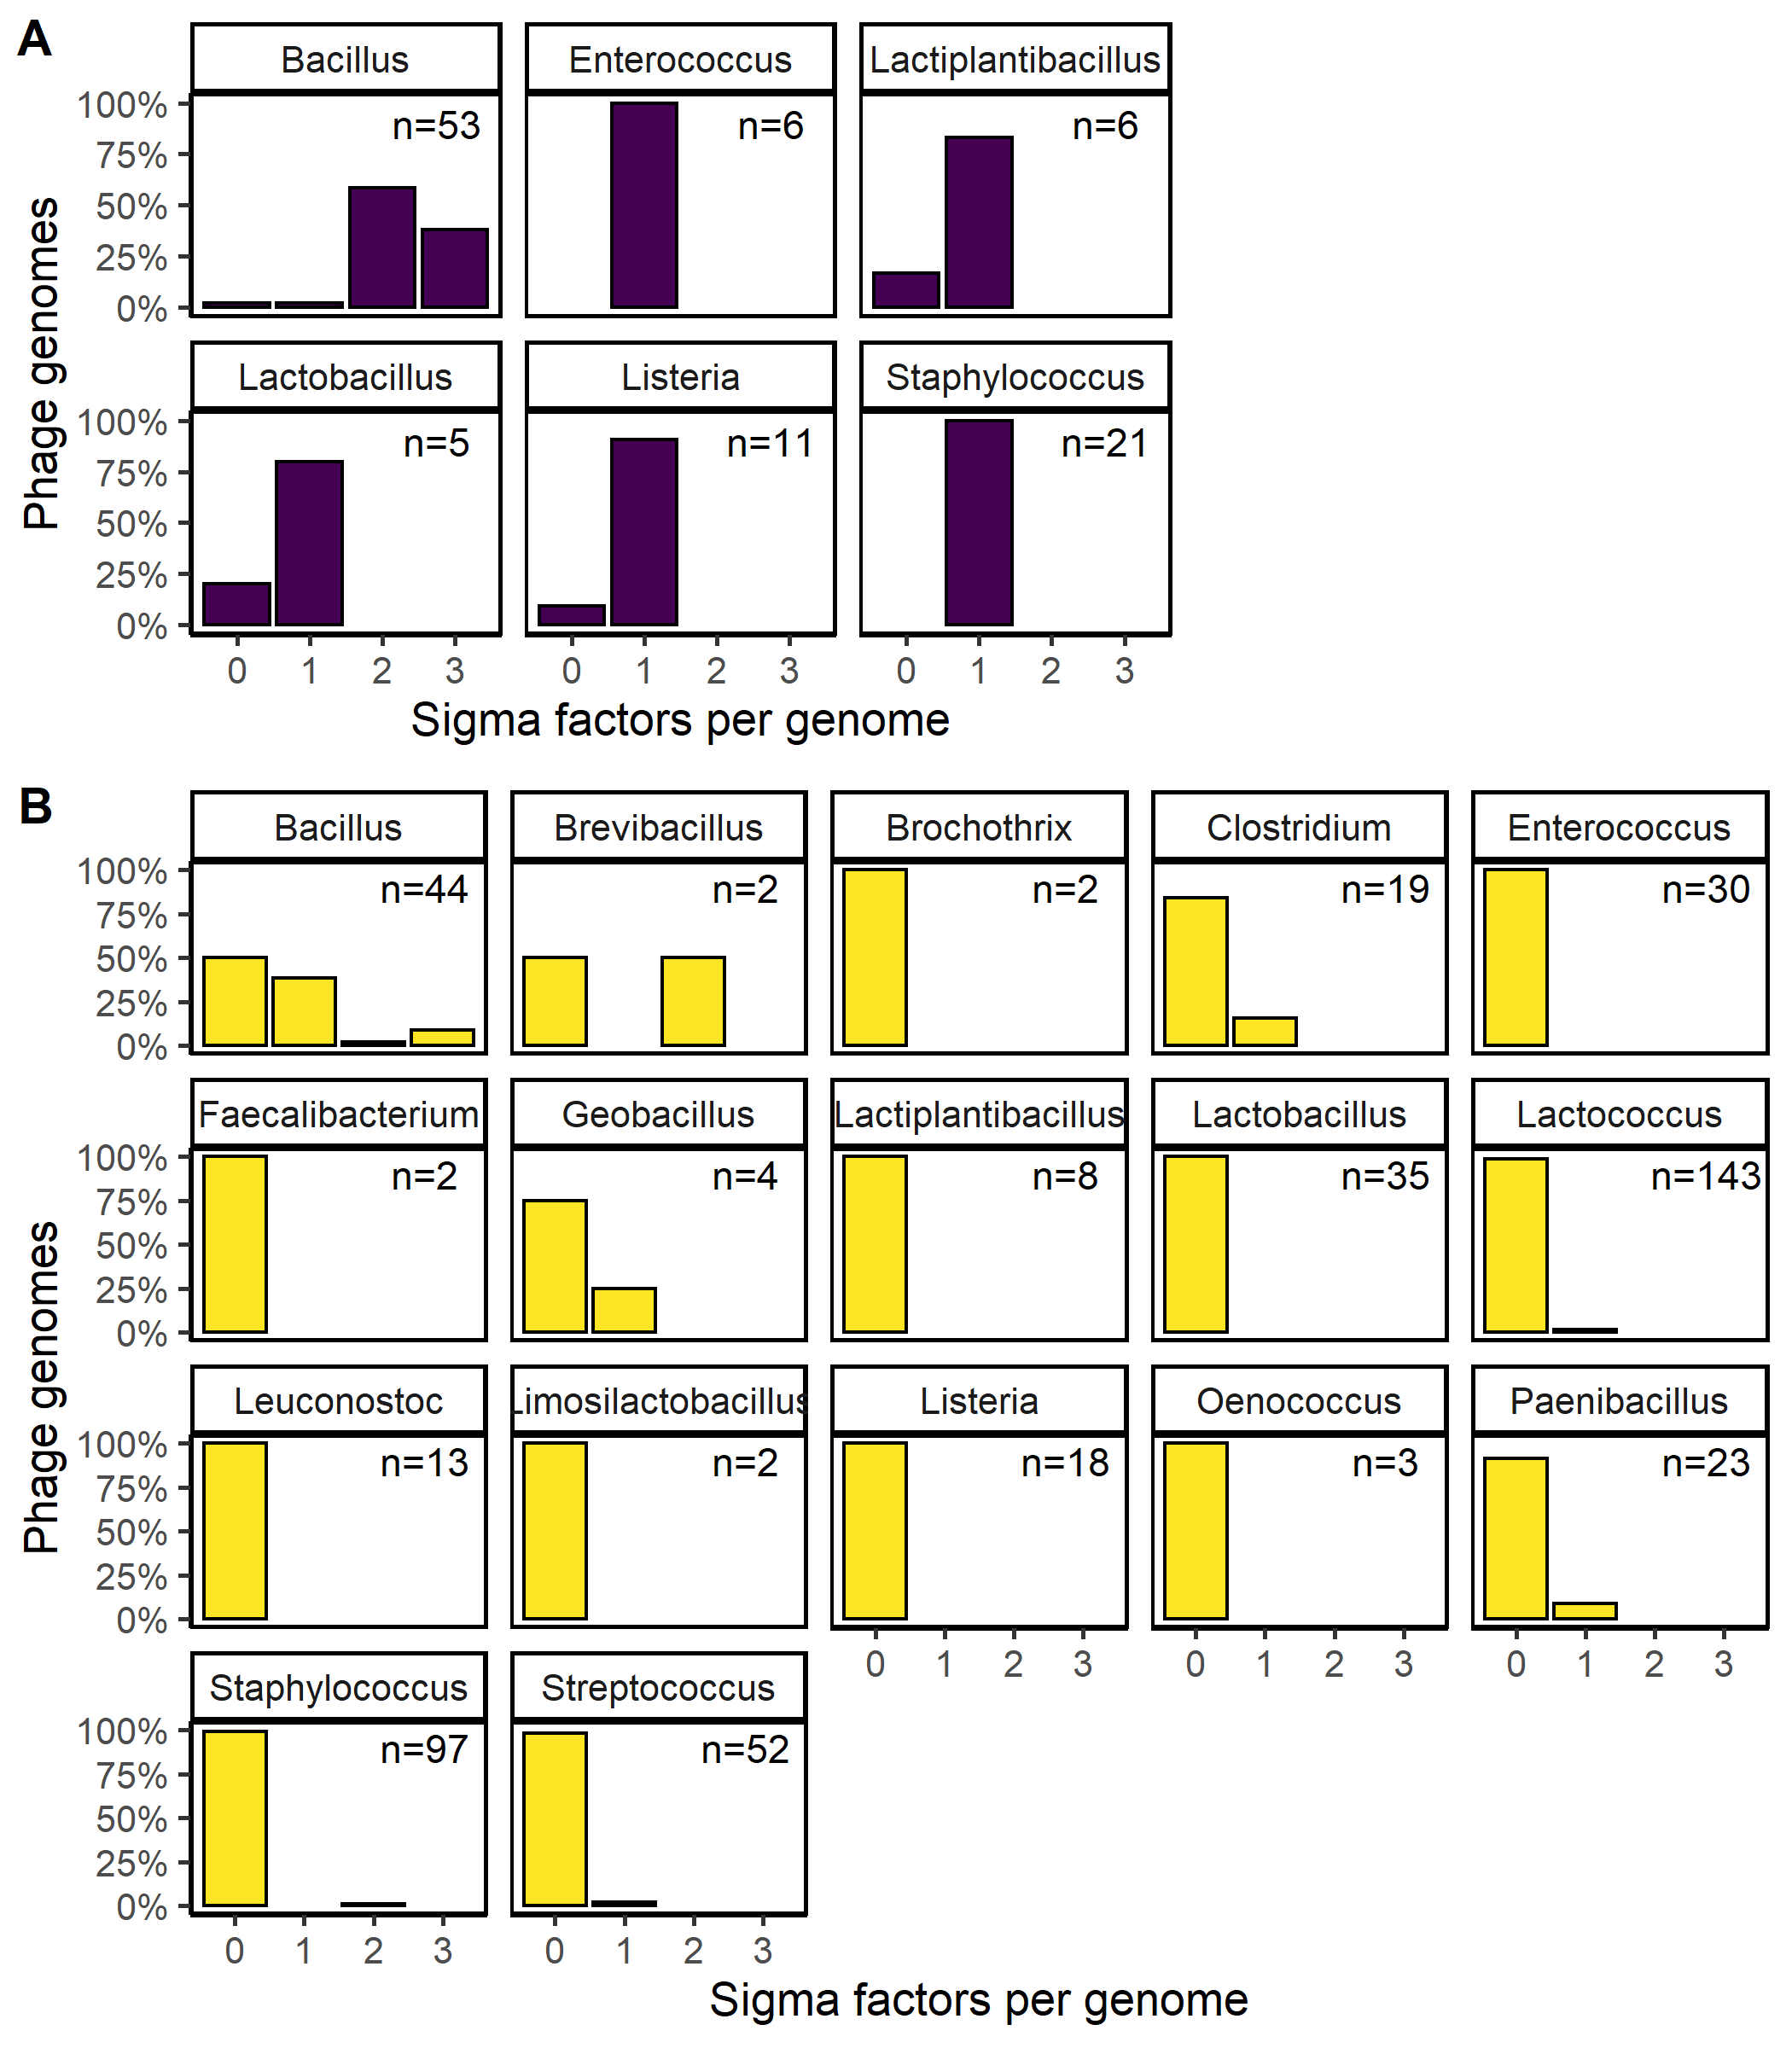 A
Bacillus Enterococcus Lactiplantibacillus
100% n=53 n=6 n=6
75%
50%
25%
0%
Lactobacillus Listeria Staphylococcus
100% n=5 n=11 n=21
75%
50%
25%
0%
0 1 2 3 0 1 2 3 0 1 2 3
Phage genomes
Sigma factors per genome
B
Bacillus Brevibacillus Brochothrix Clostridium Enterococcus
100% n=44 n=2 n=2 n=19 n=30
75%
50%
25%
0%
Faecalibacterium Geobacillus Lactiplantibacillus Lactobacillus Lactococcus
100% n=2 n=4 n=8 n=35 n=143
75%
50%
25%
0%
Leuconostoc Limosilactobacillus Listeria Oenococcus Paenibacillus
100% n=13 n=2 n=18 n=3 n=23
75%
50%
25%
0%
0 1 2 3 0 1 2 3 0 1 2 3
Staphylococcus Streptococcus
100% n=97 n=52
75%
50%
25%
0%
0 1 2 3 0 1 2 3
Phage genomes
Sigma factors per genome